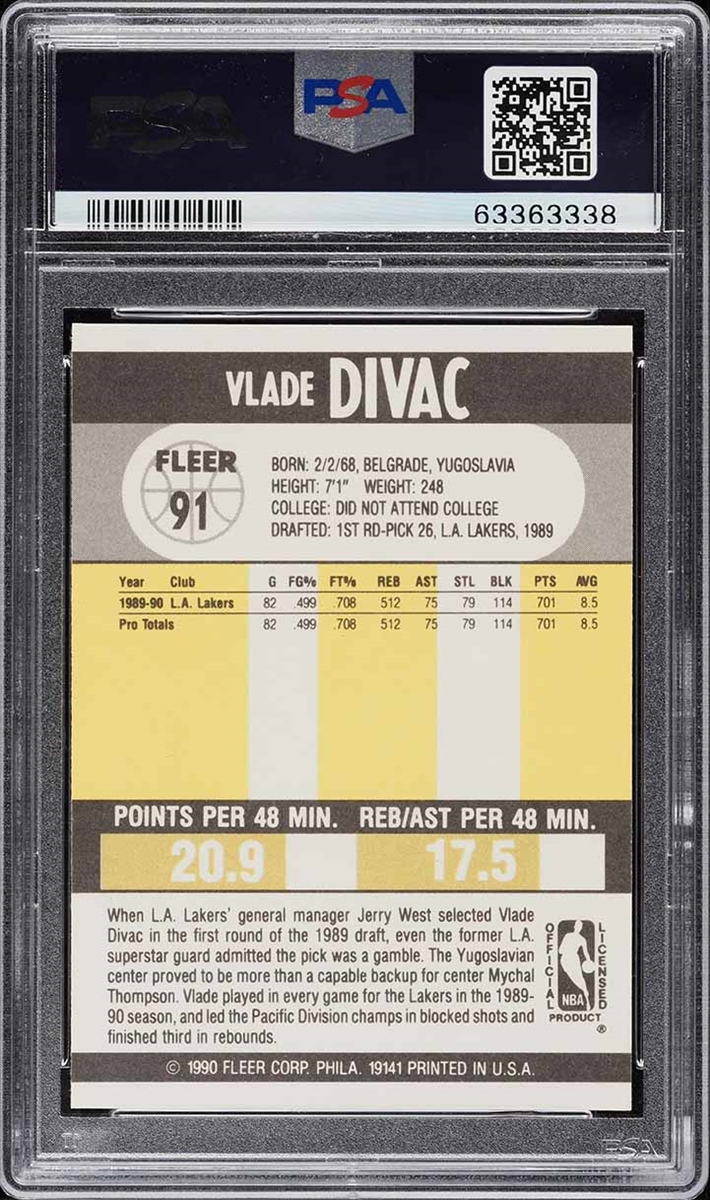 PSA
PSA
63363338
VLADE DIVAC
FLEER
91
BORN: 2/2/68, BELGRADE, YUGOSLAVIA
HEIGHT: 7'1" WEIGHT: 248
COLLEGE: DID NOT ATTEND COLLEGE
DRAFTED: 1ST RD-PICK 26, L.A. LAKERS, 1989
Year Club G FG% FT% REB AST STL BLK PTS AVG
1989-90 L.A. Lakers 82 .499 .708 512 75 79 114 701 8.5
Pro Totals 82 .499 .708 512 75 79 114 701 8.5
POINTS PER 48 MIN. REB/AST PER 48 MIN.
20.9 17.5
When L.A. Lakers' general manager Jerry West selected Vlade
Divac in the first round of the 1989 draft, even the former L.A.
superstar guard admitted the pick was a gamble. The Yugoslavian
center proved to be more than a capable backup for center Mychal
Thompson. Vlade played in every game for the Lakers in the 1989-
90 season, and led the Pacific Division champs in blocked shots and
finished third in rebounds.
OFFICIAL
LICENSED
NBA
PRODUCT
®
© 1990 FLEER CORP. PHILA. 19141 PRINTED IN U.S.A.
PSA